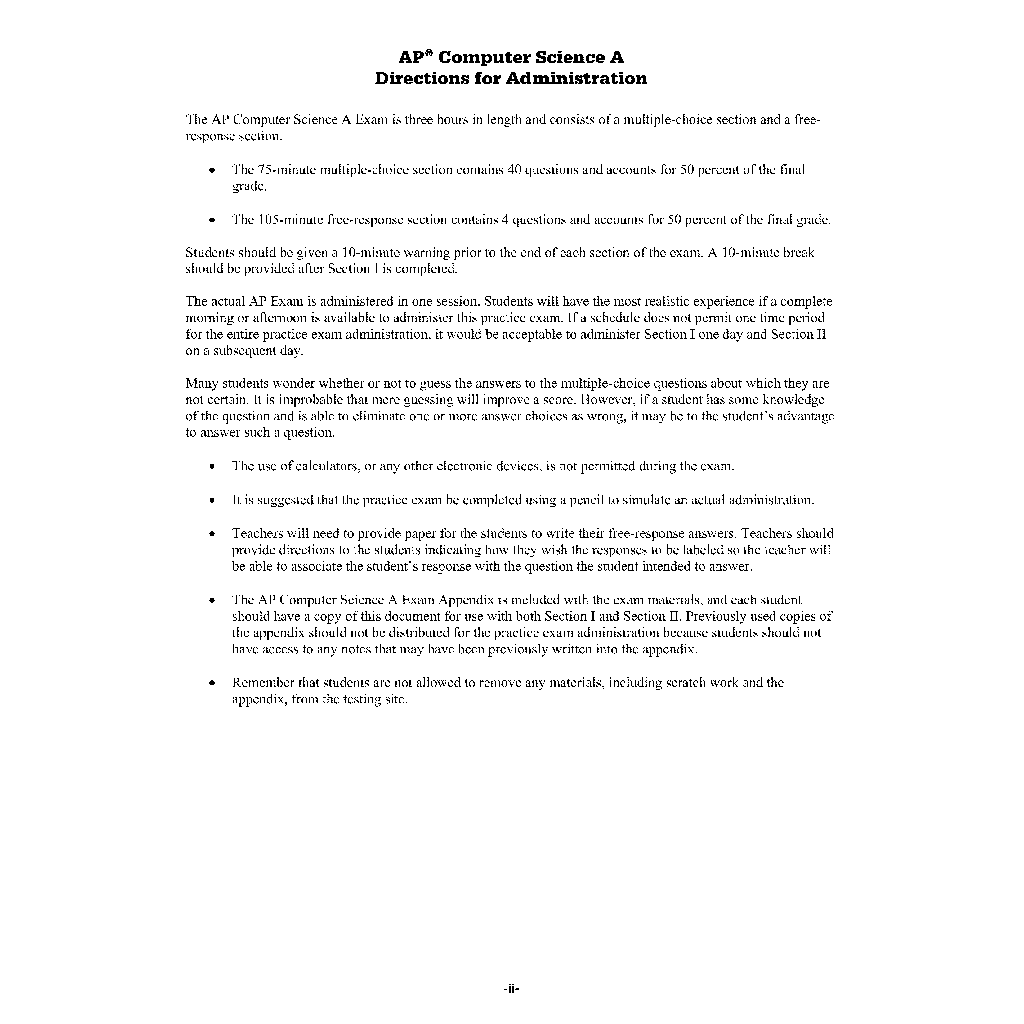 AP® Computer Science A
Directions for Administration
The AP Computer Science A Exam is three hours in length and consists of a multiple-choice section and a free-
response section.
• The 75-minute multiple-choice section contains 40 questions and accounts for 50 percent of the final
grade.
• The 105-minute free-response section contains 4 questions and accounts for 50 percent of the final grade.
Students should be given a 10-minute warning prior to the end of each section of the exam. A 10-minute break
should be provided after Section I is completed.
The actual AP Exam is administered in one session. Students will have the most realistic experience if a complete
morning or afternoon is available to administer this practice exam. If a schedule does not permit one time period
for the entire practice exam administration, it would be acceptable to administer Section I one day and Section II
on a subsequent day.
Many students wonder whether or not to guess the answers to the multiple-choice questions about which they are
not certain. It is improbable that mere guessing will improve a score. However, if a student has some knowledge
of the question and is able to eliminate one or more answer choices as wrong, it may be to the student's advantage
to answer such a question.
• The use of calculators, or any other electronic devices, is not permitted during the exam.
• It is suggested that the practice exam be completed using a pencil to simulate an actual administration.
• Teachers will need to provide paper for the students to write their free-response answers. Teachers should
provide directions to the students indicating how they wish the responses to be labeled so the teacher will
be able to associate the student's response with the question the student intended to answer.
• The AP Computer Science A Exam Appendix is included with the exam materials, and each student
should have a copy of this document for use with both Section I and Section II. Previously used copies of
the appendix should not be distributed for the practice exam administration because students should not
have access to any notes that may have been previously written into the appendix.
• Remember that students are not allowed to remove any materials, including scratch work and the
appendix, from the testing site.
-ii-